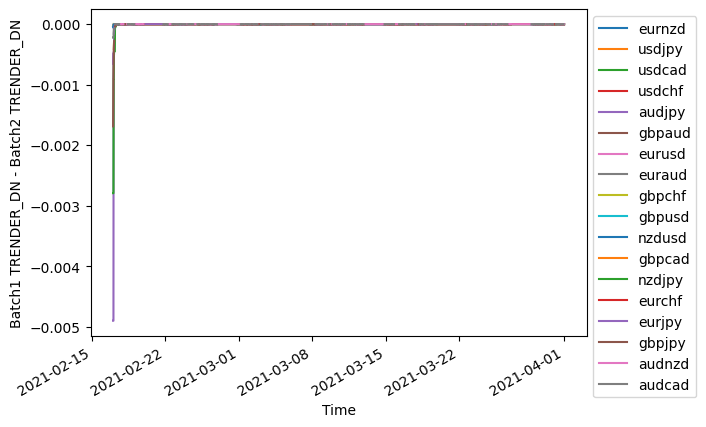 Batch1 TRENDER_DN - Batch2 TRENDER_DN
0.000
−0.001
−0.002
−0.003
−0.004
−0.005
2021-02-15
2021-02-22
2021-03-01
2021-03-08
2021-03-15
2021-03-22
2021-04-01
Time
eurnzd
usdjpy
usdcad
usdchf
audjpy
gbpaud
eurusd
euraud
gbpchf
gbpusd
nzdusd
gbpcad
nzdjpy
eurchf
eurjpy
gbpjpy
audnzd
audcad